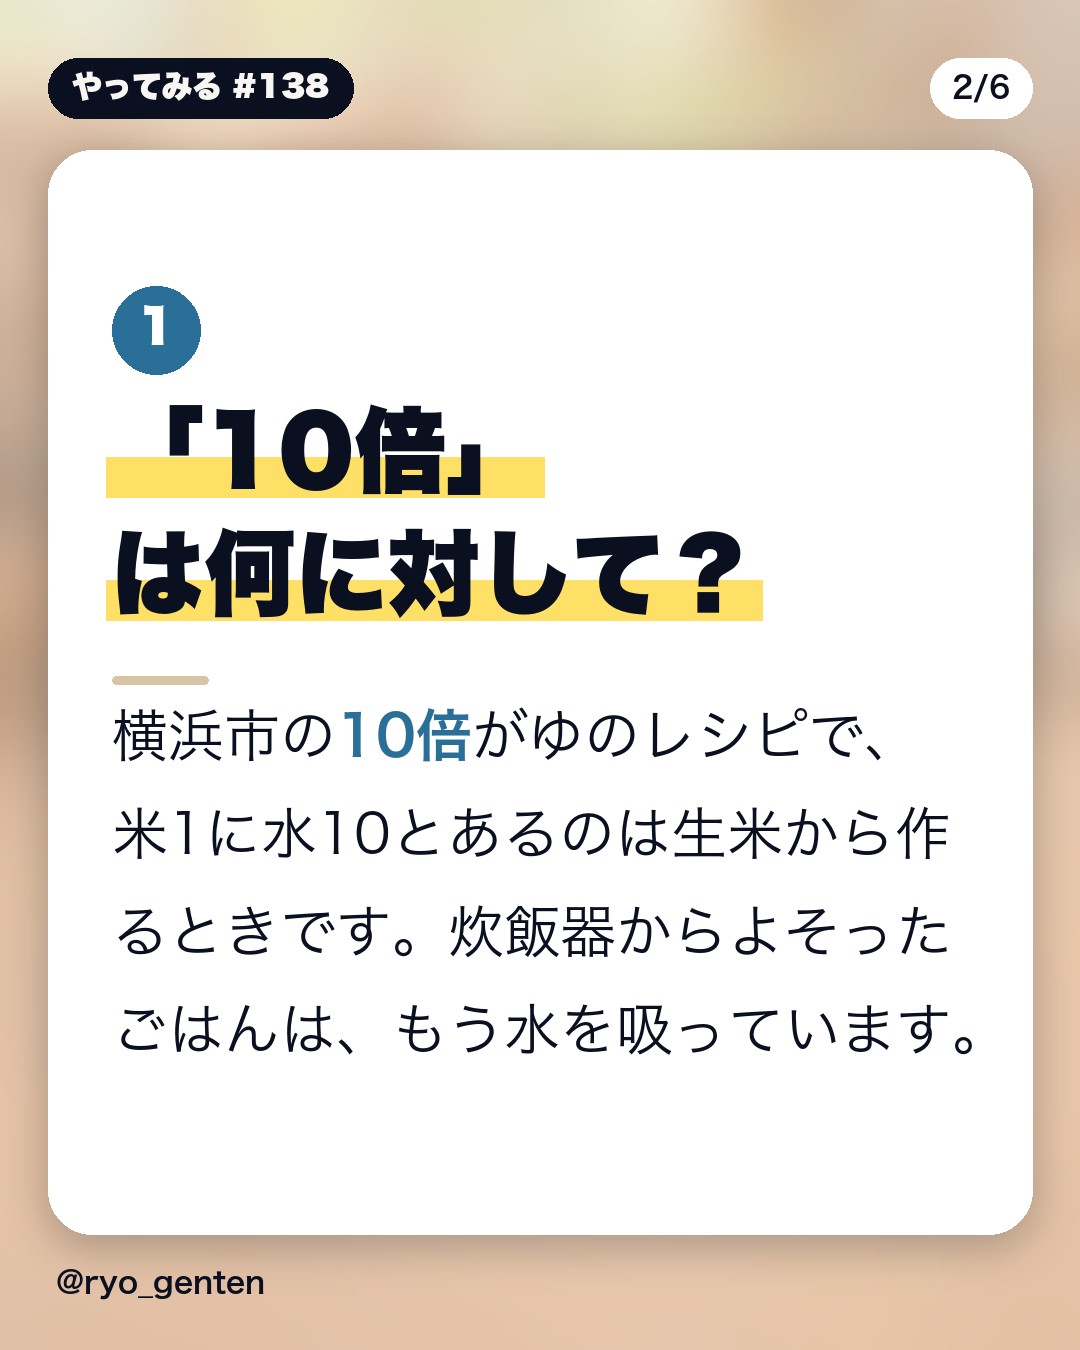 やってみる #138
2/6
1
「10倍」
は何に対して?
横浜市の10倍がゆのレシピで、
米1に水10とあるのは生米から作
るときです。炊飯器からよそった
ごはんは、もう水を吸っています。
@ryo_genten